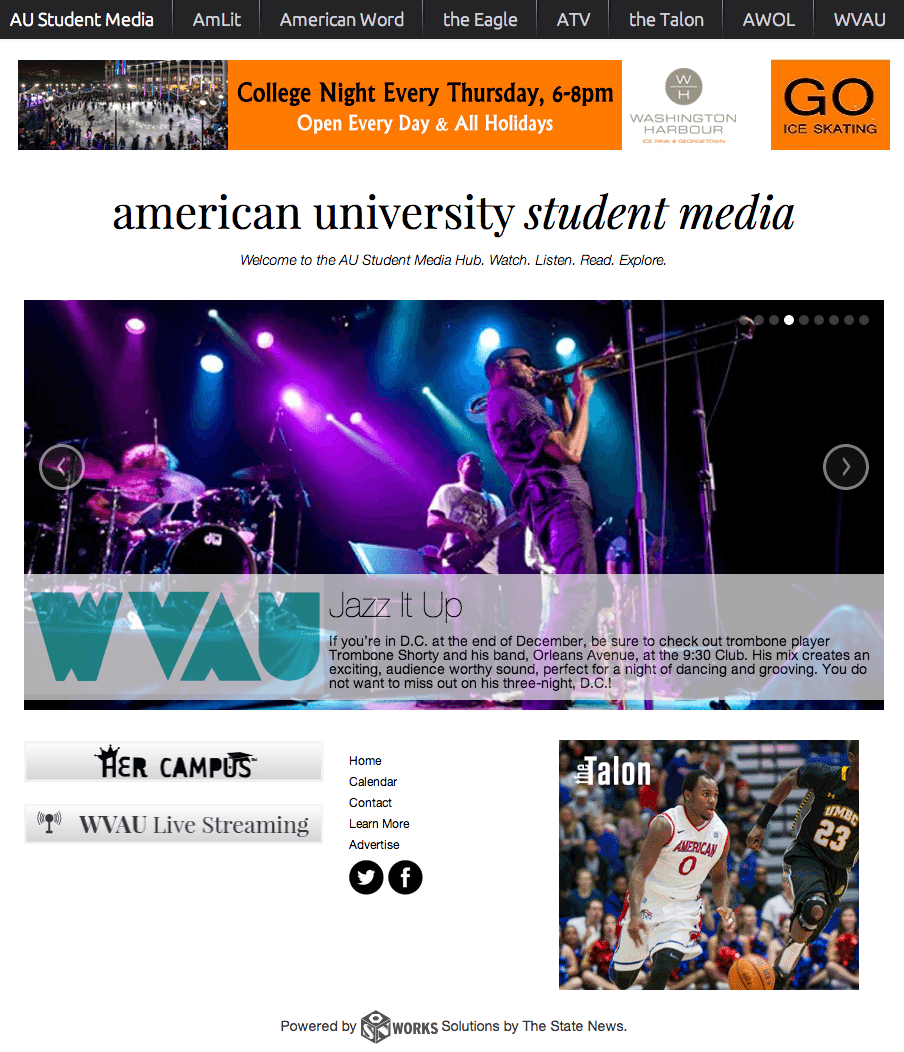 AU Student Media AmLit American Word the Eagle ATV the Talon AWOL WVAU
College Night Every Thursday, 6-8pm
Open Every Day & All Holidays
W
H
WASHINGTON
HARBOUR
ICE RINK @ GEORGETOWN
GO
ICE SKATING
american university student media
Welcome to the AU Student Media Hub. Watch. Listen. Read. Explore.
WVAU
Jazz It Up
If you're in D.C. at the end of December, be sure to check out trombone player
Trombone Shorty and his band, Orleans Avenue, at the 9:30 Club. His mix creates an
exciting, audience worthy sound, perfect for a night of dancing and grooving. You do
not want to miss out on his three-night, D.C.!
HER CAMPUS™
WVAU Live Streaming
Home
Calendar
Contact
Learn More
Advertise
the Talon
AMERICAN
0
UMBC
23
Powered by SNWORKS Solutions by The State News.